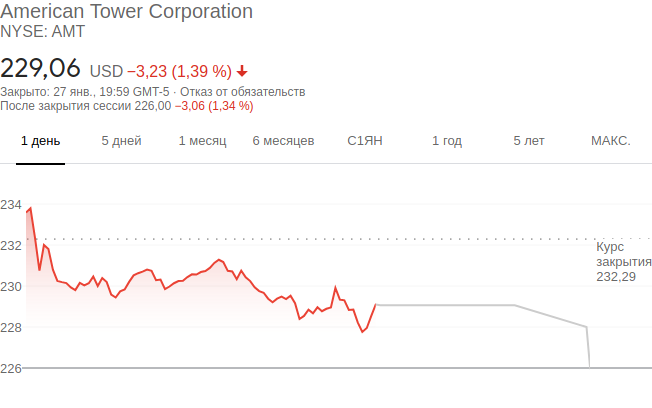 American Tower Corporation
NYSE: AMT
229,06 USD −3,23 (1,39 %)
Закрыто: 27 янв., 19:59 GMT-5 · Отказ от обязательств
После закрытия сессии 226,00 −3,06 (1,34 %)
1 день 5 дней 1 месяц 6 месяцев С1ЯН 1 год 5 лет МАКС.
234
232
Курс
закрытия
232,29
230
228
226